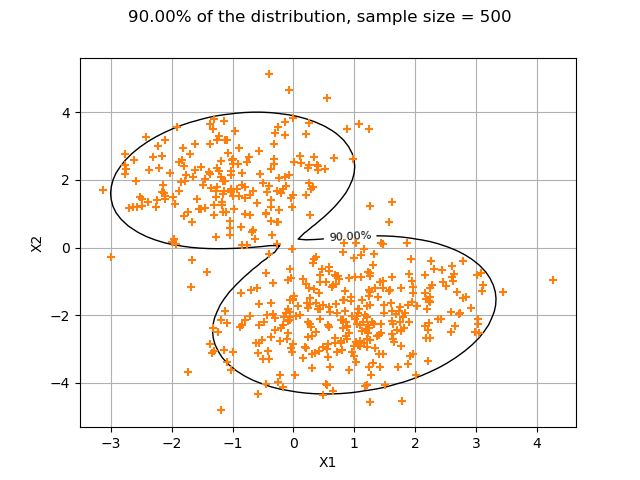 90.00% of the distribution, sample size = 500
X2
4
2
0
−2
−4
90.00%
−3 −2 −1 0 1 2 3 4
X1